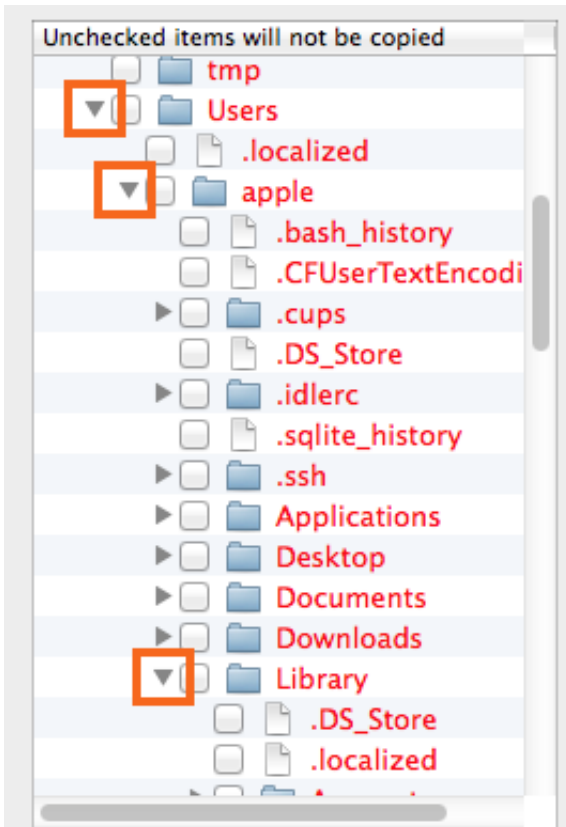 Unchecked items will not be copied
tmp
Users
.localized
apple
.bash_history
.CFUserTextEncodi
.cups
.DS_Store
.idlerc
.sqlite_history
.ssh
Applications
Desktop
Documents
Downloads
Library
.DS_Store
.localized